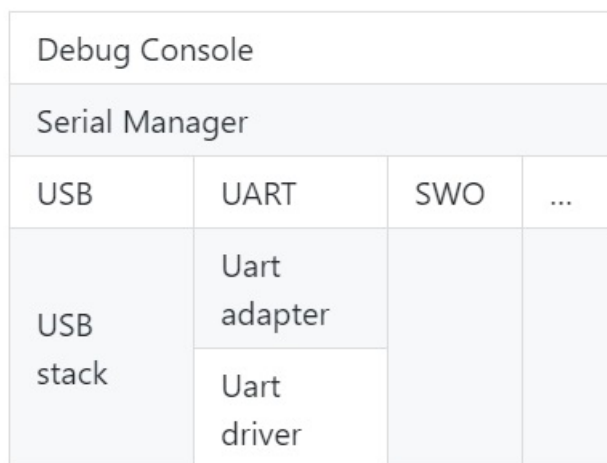 Debug Console
Serial Manager
USB UART SWO ...
USB
stack
Uart
adapter
Uart
driver